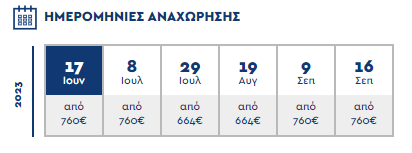 ΗΜΕΡΟΜΗΝΙΕΣ ΑΝΑΧΩΡΗΣΗΣ
2023
17 8 29 19 9 16
Ιουν Ιουλ Ιουλ Αυγ Σεπ Σεπ
από από από από από από
760€ 760€ 664€ 664€ 760€ 760€